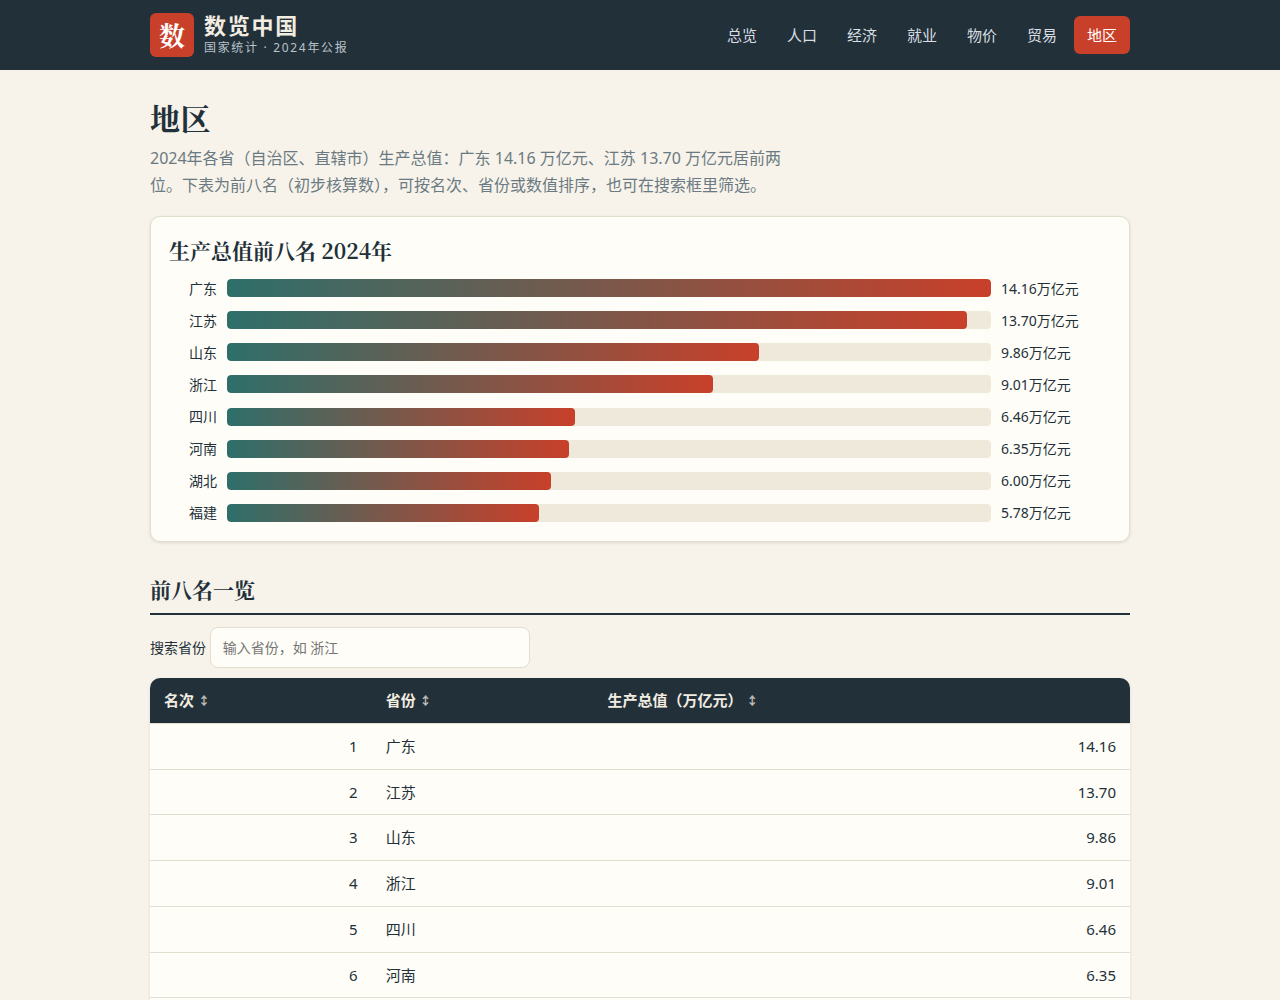 数
数览中国
国家统计 · 2024年公报
总览 人口 经济 就业 物价 贸易 地区
地区
2024年各省（自治区、直辖市）生产总值：广东 14.16 万亿元、江苏 13.70 万亿元居前两
位。下表为前八名（初步核算数），可按名次、省份或数值排序，也可在搜索框里筛选。
生产总值前八名 2024年
广东 14.16万亿元
江苏 13.70万亿元
山东 9.86万亿元
浙江 9.01万亿元
四川 6.46万亿元
河南 6.35万亿元
湖北 6.00万亿元
福建 5.78万亿元
前八名一览
搜索省份 输入省份，如 浙江
名次 ↕ 省份 ↕ 生产总值（万亿元） ↕
1 广东 14.16
2 江苏 13.70
3 山东 9.86
4 浙江 9.01
5 四川 6.46
6 河南 6.35